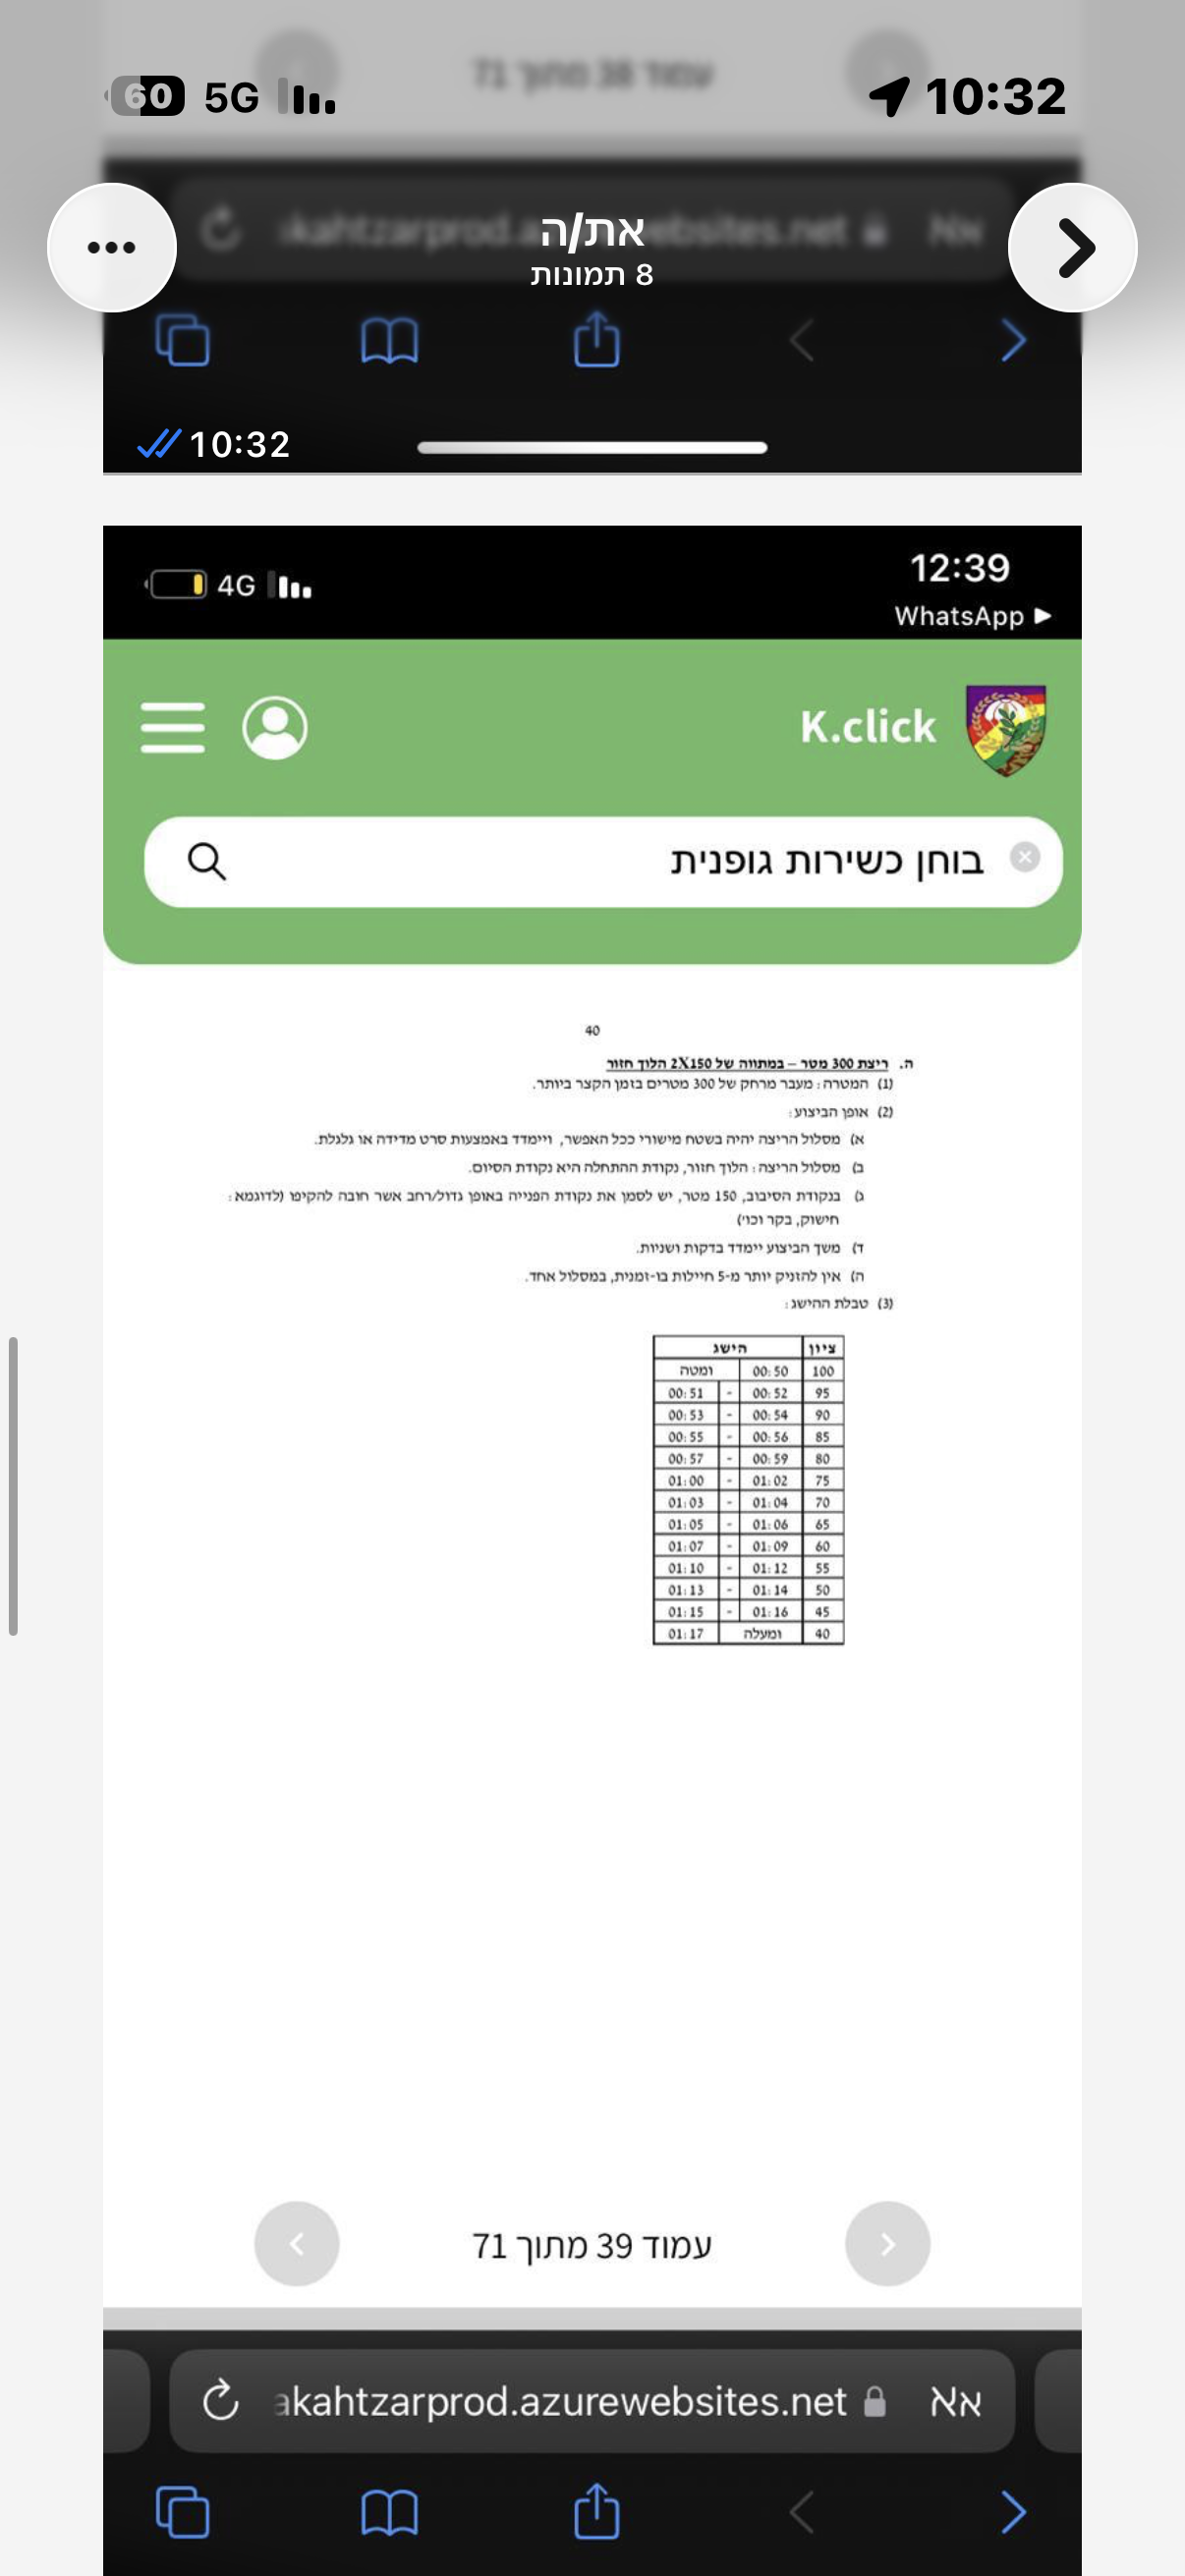 10:32
5G 60
עמוד 38 מתוך 71
את/ה
8 תמונות
10:32
12:39
4G
WhatsApp
K.click
בוחן כשירות גופנית
40
ה. ריצת 300 מטר – במתווה של 2X150 הלוך חזור
(1) המטרה: מעבר מרחק של 300 מטרים בזמן הקצר ביותר.
(2) אופן הביצוע:
א) מסלול הריצה יהיה בשטח מישורי ככל האפשר, ויימדד באמצעות סרט מדידה או גלגלת.
ב) מסלול הריצה: הלוך חזור, נקודת ההתחלה היא נקודת הסיום.
ג) בנקודת הסיבוב, 150 מטר, יש לסמן את נקודת הפנייה באופן גדול/רחב אשר חובה להקיפו (לדוגמא:
חישוק, בקר וכו')
ד) משך הביצוע יימדד בדקות ושניות.
ה) אין להזניק יותר מ-5 חיילות בו-זמנית, במסלול אחד.
(3) טבלת ההישג:
ציון הישג
100 00:50 ומטה
95 00:52 - 00:51
90 00:54 - 00:53
85 00:56 - 00:55
80 00:59 - 00:57
75 01:02 - 01:00
70 01:04 - 01:03
65 01:06 - 01:05
60 01:09 - 01:07
55 01:12 - 01:10
50 01:14 - 01:13
45 01:16 - 01:15
40 ומעלה 01:17
עמוד 39 מתוך 71
אא akahtzarprod.azurewebsites.net